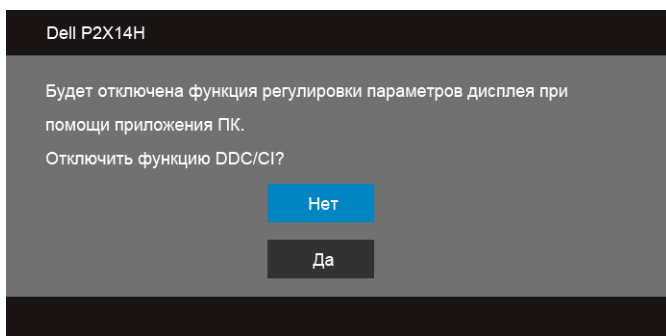 Dell P2X14H
Будет отключена функция регулировки параметров дисплея при
помощи приложения ПК.
Отключить функцию DDC/CI?
Нет
Да